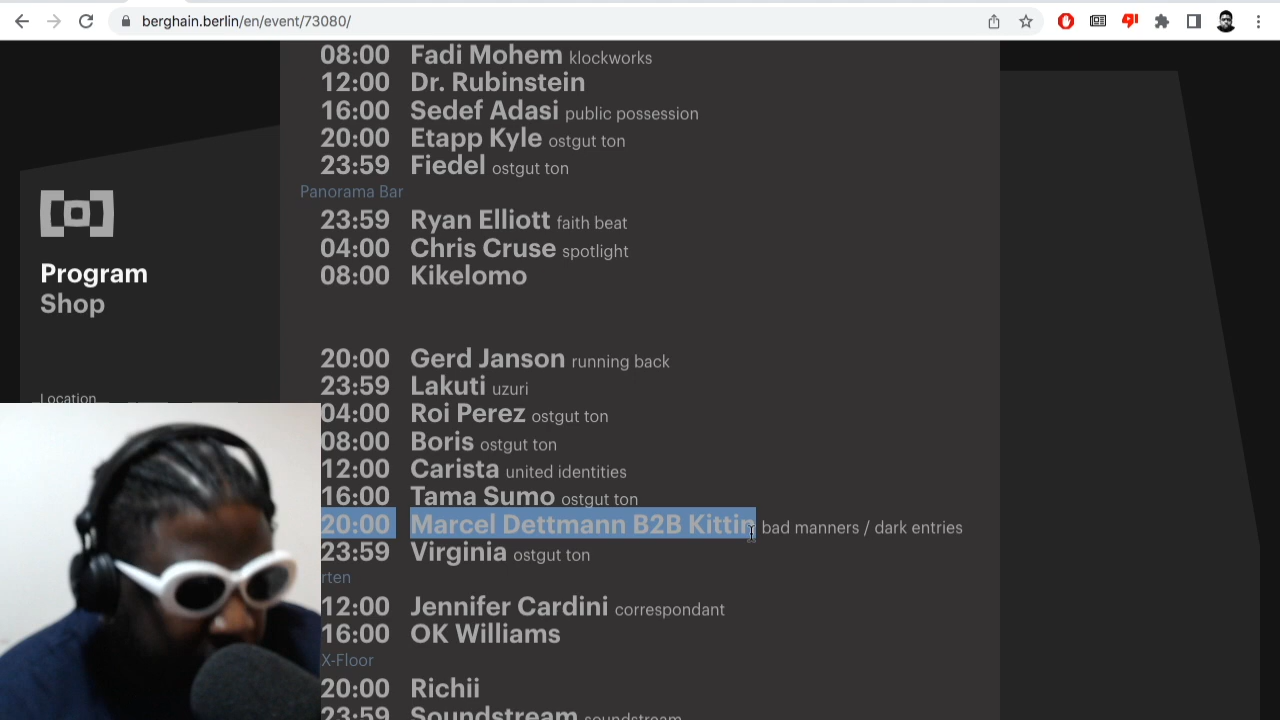 berghain.berlin/en/event/73080/
08:00 Fadi Mohem klockworks
12:00 Dr. Rubinstein
16:00 Sedef Adasi public possession
20:00 Etapp Kyle ostgut ton
23:59 Fiedel ostgut ton
Panorama Bar
23:59 Ryan Elliott faith beat
04:00 Chris Cruse spotlight
08:00 Kikelomo
Program
Shop
20:00 Gerd Janson running back
23:59 Lakuti uzuri
Location
04:00 Roi Perez ostgut ton
08:00 Boris ostgut ton
12:00 Carista united identities
16:00 Tama Sumo ostgut ton
20:00 Marcel Dettmann B2B Kittin bad manners / dark entries
23:59 Virginia ostgut ton
rten
12:00 Jennifer Cardini correspondant
16:00 OK Williams
X-Floor
20:00 Richii
23:59 Soundstream soundstream